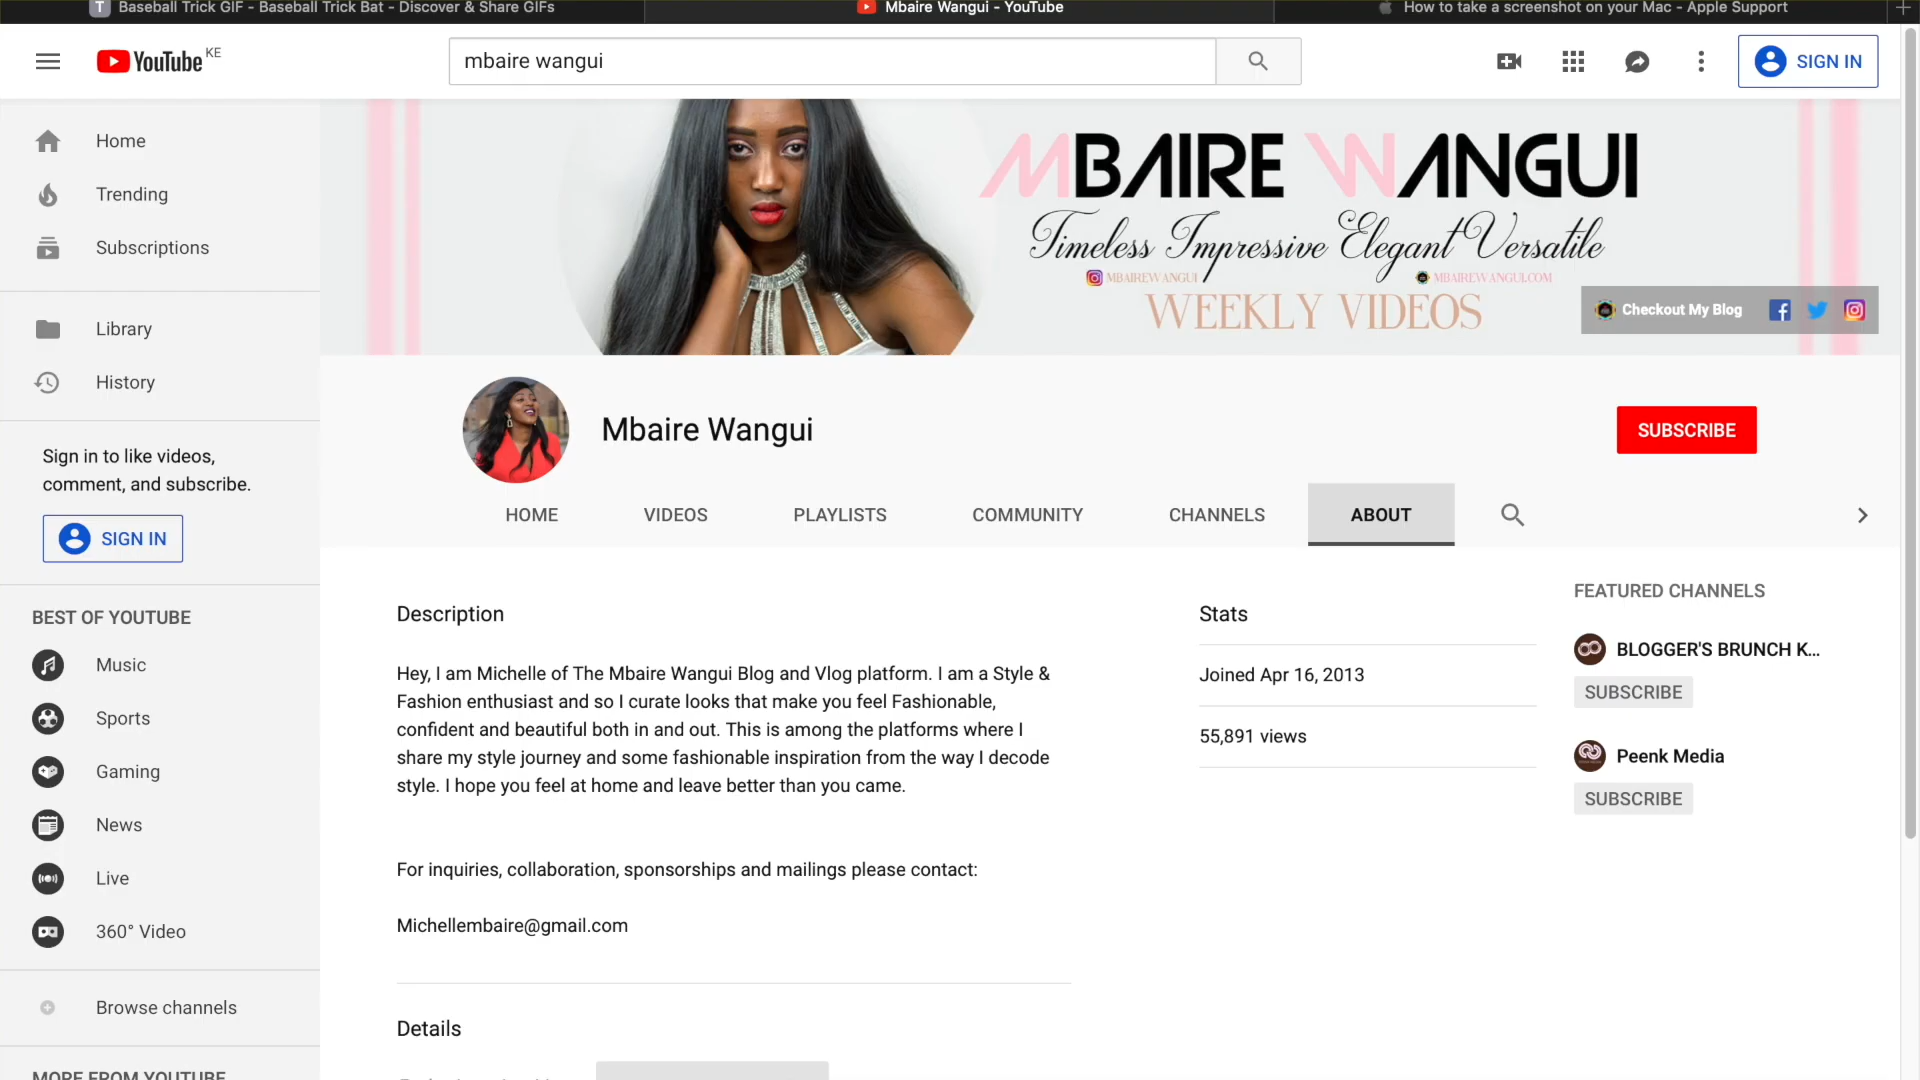 T Baseball Trick GIF - Baseball Trick Bat - Discover & Share GIFs
Mbaire Wangui - YouTube
How to take a screenshot on your Mac - Apple Support
YouTube KE
mbaire wangui
SIGN IN
Home
Trending
Subscriptions
Library
History
Sign in to like videos,
comment, and subscribe.
SIGN IN
BEST OF YOUTUBE
Music
Sports
Gaming
News
Live
360° Video
Browse channels
MORE FROM YOUTUBE
MBAIRE WANGUI
Timeless Impressive Elegant Versatile
MBAIREWANGUI
MBAIREWANGUI.COM
WEEKLY VIDEOS
Checkout My Blog
Mbaire Wangui
SUBSCRIBE
HOME
VIDEOS
PLAYLISTS
COMMUNITY
CHANNELS
ABOUT
Description
Hey, I am Michelle of The Mbaire Wangui Blog and Vlog platform. I am a Style &
Fashion enthusiast and so I curate looks that make you feel Fashionable,
confident and beautiful both in and out. This is among the platforms where I
share my style journey and some fashionable inspiration from the way I decode
style. I hope you feel at home and leave better than you came.
For inquiries, collaboration, sponsorships and mailings please contact:
Michellembaire@gmail.com
Details
Stats
Joined Apr 16, 2013
55,891 views
FEATURED CHANNELS
BLOGGER'S BRUNCH K...
SUBSCRIBE
Peenk Media
SUBSCRIBE